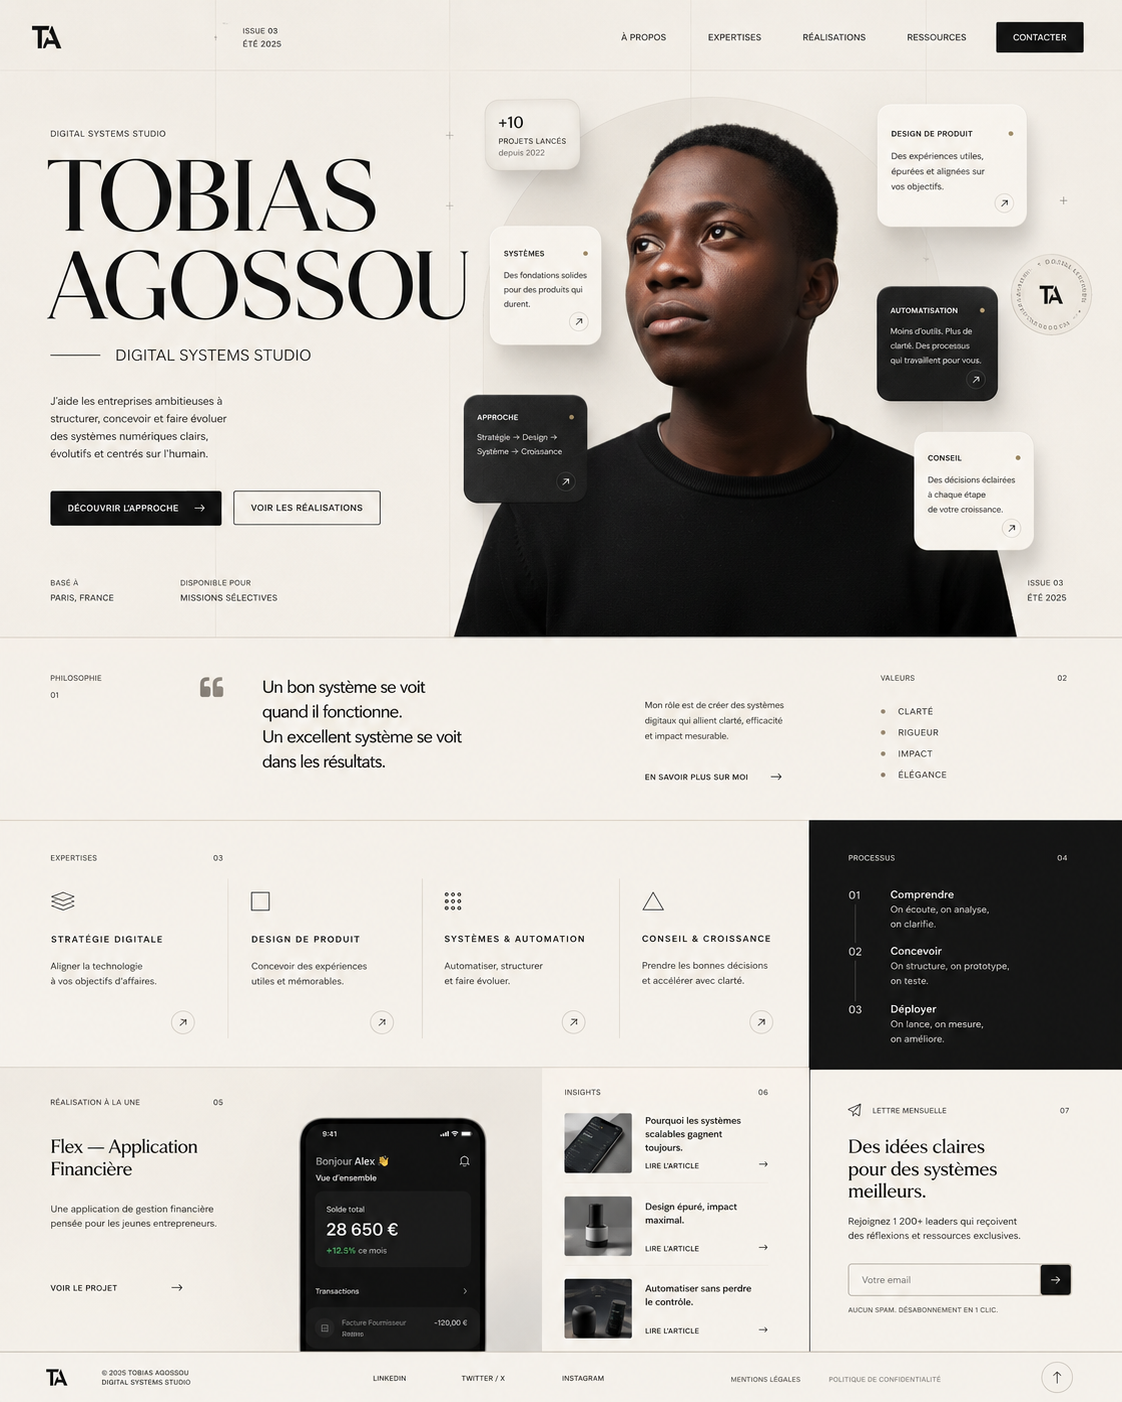 TA
ISSUE 03
ÉTÉ 2025
À PROPOS
EXPERTISES
RÉALISATIONS
RESSOURCES
CONTACTER
DIGITAL SYSTEMS STUDIO
TOBIAS
AGOSSOU
DIGITAL SYSTEMS STUDIO
J'aide les entreprises ambitieuses à
structurer, concevoir et faire évoluer
des systèmes numériques clairs,
évolutifs et centrés sur l'humain.
DÉCOUVRIR L'APPROCHE →
VOIR LES RÉALISATIONS
BASÉ À
PARIS, FRANCE
DISPONIBLE POUR
MISSIONS SÉLECTIVES
+10
PROJETS LANCÉS
depuis 2022
SYSTÈMES
Des fondations solides
pour des produits qui
durent.
APPROCHE
Stratégie → Design →
Système → Croissance
DESIGN DE PRODUIT
Des expériences utiles,
épurées et alignées sur
vos objectifs.
AUTOMATISATION
Moins d'outils. Plus de
clarté. Des processus
qui travaillent pour vous.
TA
CONSEIL
Des décisions éclairées
à chaque étape
de votre croissance.
ISSUE 03
ÉTÉ 2025
PHILOSOPHIE
01
Un bon système se voit
quand il fonctionne.
Un excellent système se voit
dans les résultats.
Mon rôle est de créer des systèmes
digitaux qui allient clarté, efficacité
et impact mesurable.
EN SAVOIR PLUS SUR MOI →
VALEURS 02
CLARTÉ
RIGUEUR
IMPACT
ÉLÉGANCE
EXPERTISES 03
STRATÉGIE DIGITALE
Aligner la technologie
à vos objectifs d'affaires.
DESIGN DE PRODUIT
Concevoir des expériences
utiles et mémorables.
SYSTÈMES & AUTOMATION
Automatiser, structurer
et faire évoluer.
CONSEIL & CROISSANCE
Prendre les bonnes décisions
et accélérer avec clarté.
PROCESSUS 04
01 Comprendre
On écoute, on analyse,
on clarifie.
02 Concevoir
On structure, on prototype,
on teste.
03 Déployer
On lance, on mesure,
on améliore.
RÉALISATION À LA UNE 05
Flex — Application
Financière
Une application de gestion financière
pensée pour les jeunes entrepreneurs.
VOIR LE PROJET →
9:41
Bonjour Alex 👋
Vue d'ensemble
Solde total
28 650 €
+12.5% ce mois
Transactions
Facture Fournisseur -120,00 €
INSIGHTS 06
Pourquoi les systèmes
scalables gagnent
toujours.
LIRE L'ARTICLE →
Design épuré, impact
maximal.
LIRE L'ARTICLE →
Automatiser sans perdre
le contrôle.
LIRE L'ARTICLE →
LETTRE MENSUELLE 07
Des idées claires
pour des systèmes
meilleurs.
Rejoignez 1 200+ leaders qui reçoivent
des réflexions et ressources exclusives.
Votre email →
AUCUN SPAM. DÉSABONNEMENT EN 1 CLIC.
TA
© 2025 TOBIAS AGOSSOU
DIGITAL SYSTEMS STUDIO
LINKEDIN
TWITTER / X
INSTAGRAM
MENTIONS LÉGALES
POLITIQUE DE CONFIDENTIALITÉ